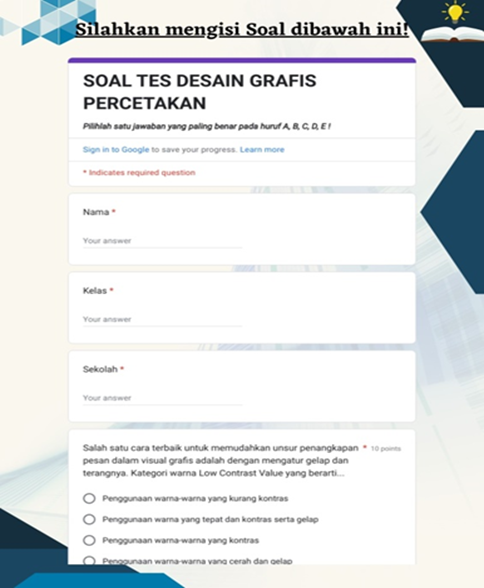 Silahkan mengisi Soal dibawah ini!
SOAL TES DESAIN GRAFIS
PERCETAKAN
Pilihlah satu jawaban yang paling benar pada huruf A, B, C, D, E !
Sign in to Google to save your progress. Learn more
* Indicates required question
Nama *
Your answer
Kelas *
Your answer
Sekolah *
Your answer
Salah satu cara terbaik untuk memudahkan unsur penangkapan * 10 points
pesan dalam visual grafis adalah dengan mengatur gelap dan
terangnya. Kategori warna Low Contrast Value yang berarti...
Penggunaan warna-warna yang kurang kontras
Penggunaan warna yang tepat dan kontras serta gelap
Penggunaan warna-warna yang kontras
Penggunaan warna-warna yang cerah dan gelap